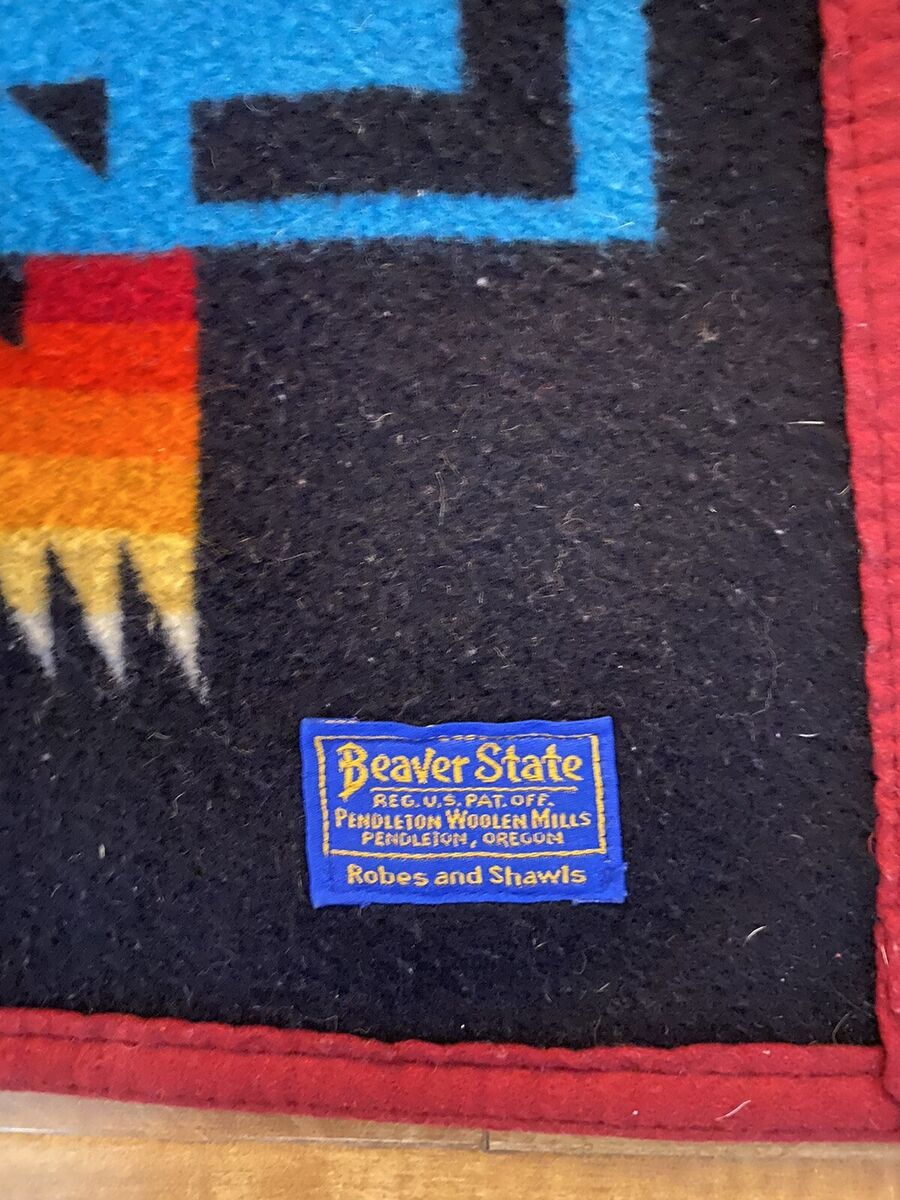 Beaver State
REG. U.S. PAT. OFF.
PENDLETON WOOLEN MILLS
PENDLETON, OREGON
Robes and Shawls